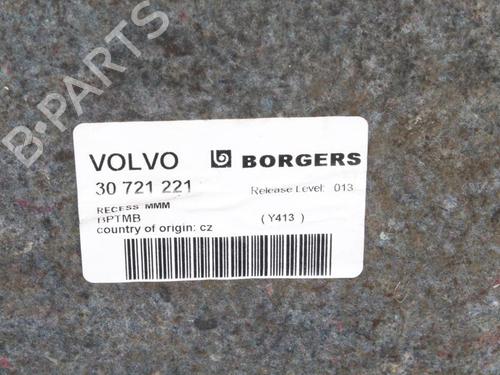 B-PARTS
VOLVO BORGERS
30 721 221 Release Level: 013
RECESS MMM
BPTMB ( Y413 )
country of origin: cz